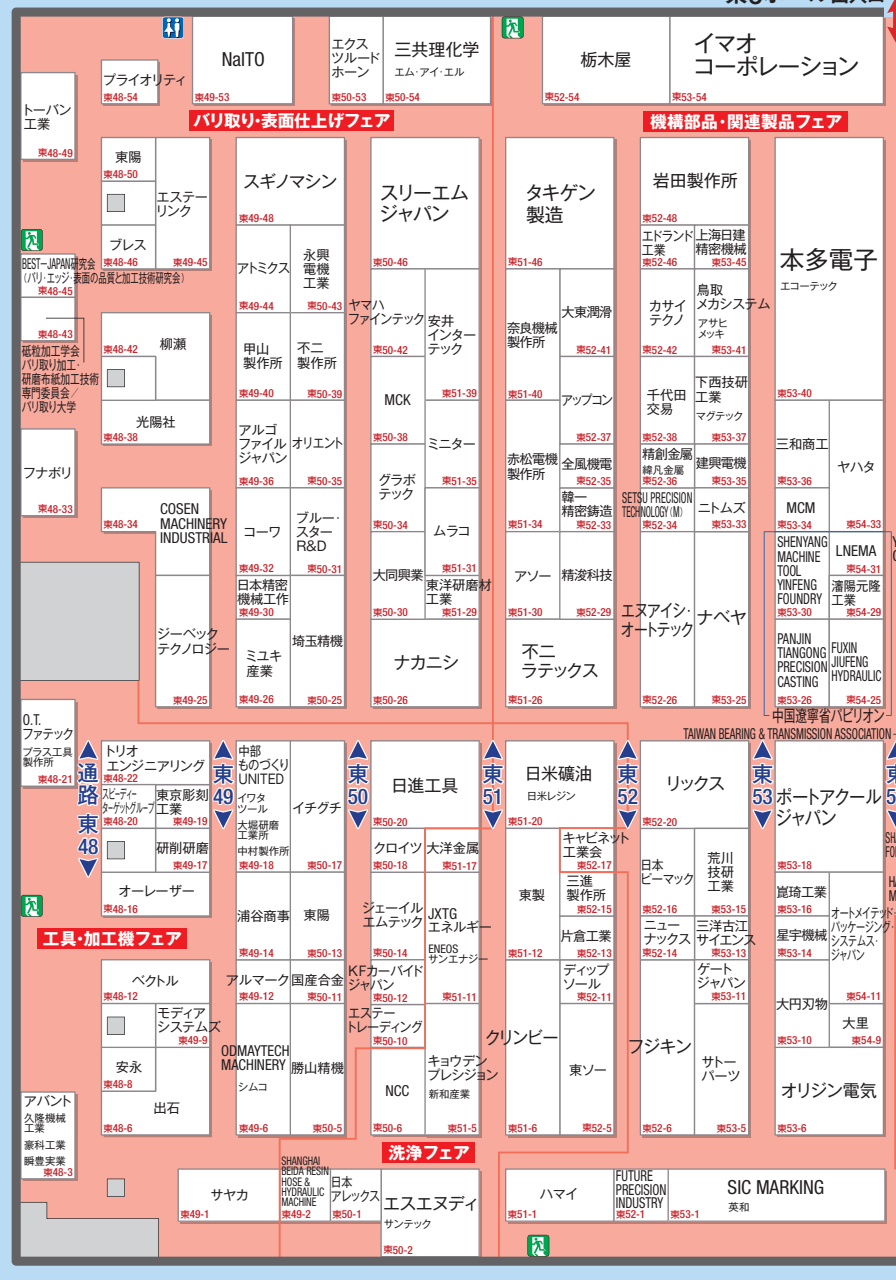 NaITO
東49-53
エクス
ツルード
ホーン
東50-53
三共理化学
エム・アイ・エル
東50-54
栃木屋
東52-54
イマオ
コーポレーション
東53-54
プライオリティ
東48-54
トーバン
工業
東48-49
バリ取り・表面仕上げフェア
機構部品・関連製品フェア
東陽
東48-50
エステー
リンク
東49-45
プレス
東48-46
BEST-JAPAN研究会
(バリ・エッジ・表面の品質と加工技術研究会)
東48-45
東48-43
砥粒加工学会
バリ取り加工・
研磨布紙加工技術
専門委員会/
バリ取り大学
東48-42
柳瀬
光陽社
東48-38
フナボリ
東48-33
東48-34
COSEN
MACHINERY
INDUSTRIAL
ジーベック
テクノロジー
東49-25
スギノマシン
東49-48
アトミクス
東49-44
永興
電機
工業
東50-43
甲山
製作所
東49-40
不二
製作所
東50-39
アルゴ
ファイル
ジャパン
東49-36
オリエント
東50-35
コーワ
東49-32
ブルー・
スター
R&D
東50-31
日本精密
機械工作
東49-30
ミユキ
産業
東49-26
埼玉精機
東50-25
スリーエム
ジャパン
東50-46
ヤマハ
ファインテック
東50-42
安井
インター
テック
東51-39
MCK
東50-38
ミニター
東51-35
グラボ
テック
東50-34
ムラコ
東51-31
大同興業
東50-30
東洋研磨材
工業
東51-29
ナカニシ
東50-26
タキゲン
製造
東51-46
奈良機械
製作所
東51-40
大東潤滑
東52-41
アップコン
東52-37
赤松電機
製作所
東51-34
全風機電
東52-35
韓一
精密鋳造
東52-33
アソー
東51-30
精浚科技
東52-29
不二
ラテックス
東51-26
岩田製作所
東52-48
エドランド
工業
東52-46
上海日建
精密機械
東53-45
カサイ
テクノ
東52-42
鳥取
メカシステム
アサヒ
メッキ
東53-41
千代田
交易
東52-38
下西技研
工業
マグテック
東53-37
精創金属
緯凡金属
東52-36
建興電機
東53-35
SETSU PRECISION
TECHNOLOGY(M)
東52-34
ニトムズ
東53-33
エヌアイシ・
オートテック
東52-26
ナベヤ
東53-25
本多電子
エコーテック
東53-40
三和商工
東53-36
ヤハタ
東54-33
MCM
東53-34
SHENYANG
MACHINE
TOOL
YINFENG
FOUNDRY
東53-30
LNEMA
東54-31
瀋陽元隆
工業
東54-29
PANJIN
TIANGONG
PRECISION
CASTING
東53-26
FUXIN
JIUFENG
HYDRAULIC
東54-25
中国遼寧省パビリオン
TAIWAN BEARING & TRANSMISSION ASSOCIATION
O.T.
ファテック
プラス工具
製作所
東48-21
通路 東48
東49
東50
東51
東52
東53
トリオ
エンジニアリング
東48-22
スピーディー
ターゲットグループ
東48-20
東京彫刻
工業
東49-19
研削研磨
東49-17
オーレーザー
東48-16
工具・加工機フェア
ベクトル
東48-12
モディア
システムズ
東49-9
安永
東48-8
出石
東48-6
アバント
久隆機械
工業
豪科工業
瞬豊実業
東48-3
中部
ものづくり
UNITED
イワタ
ツール
大堀研磨
工業所
中村製作所
東49-18
イチグチ
東50-17
浦谷商事
東49-14
東陽
東50-13
アルマーク
東49-12
国産合金
東50-11
ODMAYTECH
MACHINERY
シムコ
東49-6
勝山精機
東50-5
日進工具
東50-20
クロイツ
東50-18
大洋金属
東51-17
ジェーイル
エムテック
東50-14
JXTG
エネルギー
ENEOS
サンエナジー
東51-11
KFカーバイド
ジャパン
東50-12
エステー
トレーディング
東50-10
NCC
東50-6
キョウデン
プレシジョン
新和産業
東51-5
日米礦油
日米レジン
東51-20
キャビネット
工業会
東52-17
東製
東51-12
三進
製作所
東52-15
片倉工業
東52-13
ディップ
ソール
東52-11
クリンビー
東51-6
東ソー
東52-5
リックス
東52-20
日本
ピーマック
東52-16
荒川
技研
工業
東53-15
ニュー
ナックス
東52-14
三洋古江
サイエンス
東53-13
ゲート
ジャパン
東53-11
フジキン
東52-6
サトー
パーツ
東53-5
ポートアクール
ジャパン
東53-18
崑琦工業
東53-16
オートメイテッド・
パッケージング・
システムス・
ジャパン
東54-11
星宇機械
東53-14
大円刃物
東53-10
大里
東54-9
オリジン電気
東53-6
洗浄フェア
サヤカ
東49-1
SHANGHAI
BEIDA RESIN
HOSE &
HYDRAULIC
MACHINE
東49-2
日本
アレックス
東50-1
エスエヌディ
サンテック
東50-2
ハマイ
東51-1
FUTURE
PRECISION
INDUSTRY
東52-1
SIC MARKING
英和
東53-1